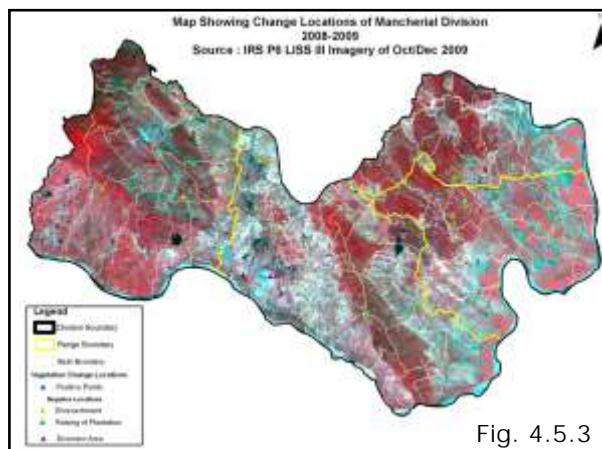 Map Showing Change Locations of Mancherial Division
2008-2009
Source : IRS P6 LISS III Imagery of Oct/Dec 2009
Legend
Division Boundary
Range Boundary
Beat Boundary
Vegetation Change Locations
Positive Points
Negative Locations
Encroachment
Raising of Plantation
Area
Fig. 4.5.3